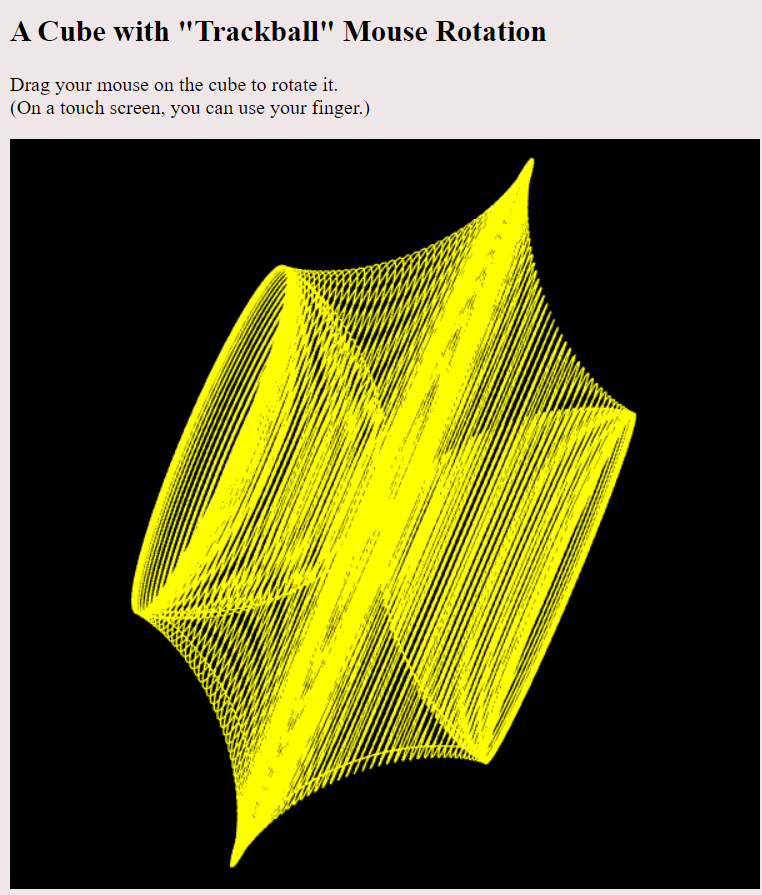 A Cube with "Trackball" Mouse Rotation
Drag your mouse on the cube to rotate it.
(On a touch screen, you can use your finger.)